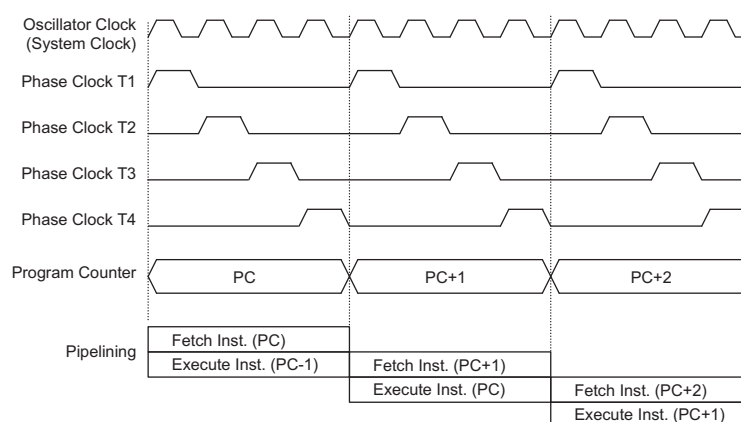 Oscillator Clock
(System Clock)
Phase Clock T1
Phase Clock T2
Phase Clock T3
Phase Clock T4
Program Counter
PC
PC+1
PC+2
Pipelining
Fetch Inst. (PC)
Execute Inst. (PC-1)
Fetch Inst. (PC+1)
Execute Inst. (PC)
Fetch Inst. (PC+2)
Execute Inst. (PC+1)